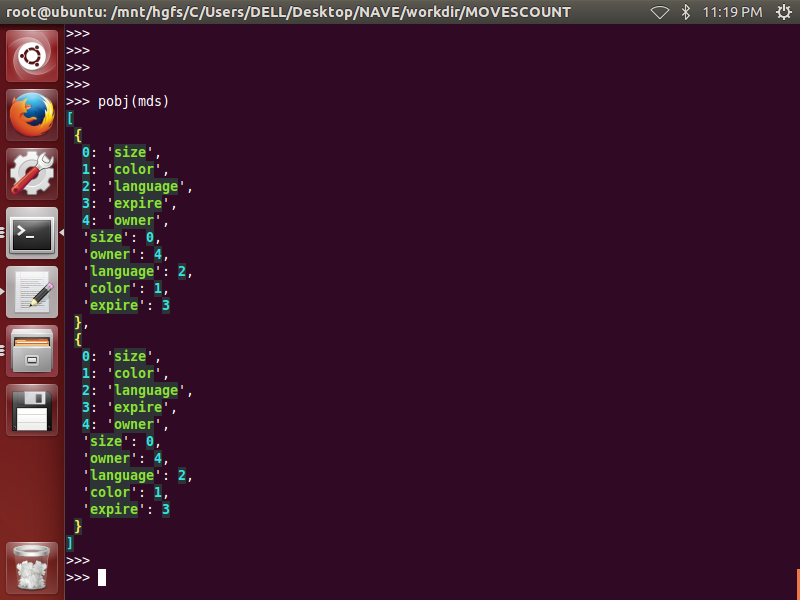 root@ubuntu: /mnt/hgfs/C/Users/DELL/Desktop/NAVE/workdir/MOVESCOUNT 11:19 PM
>>>
>>>
>>>
>>>
>>> pobj(mds)
[
 {
  0: 'size',
  1: 'color',
  2: 'language',
  3: 'expire',
  4: 'owner',
  'size': 0,
  'owner': 4,
  'language': 2,
  'color': 1,
  'expire': 3
 },
 {
  0: 'size',
  1: 'color',
  2: 'language',
  3: 'expire',
  4: 'owner',
  'size': 0,
  'owner': 4,
  'language': 2,
  'color': 1,
  'expire': 3
 }
]
>>>
>>>